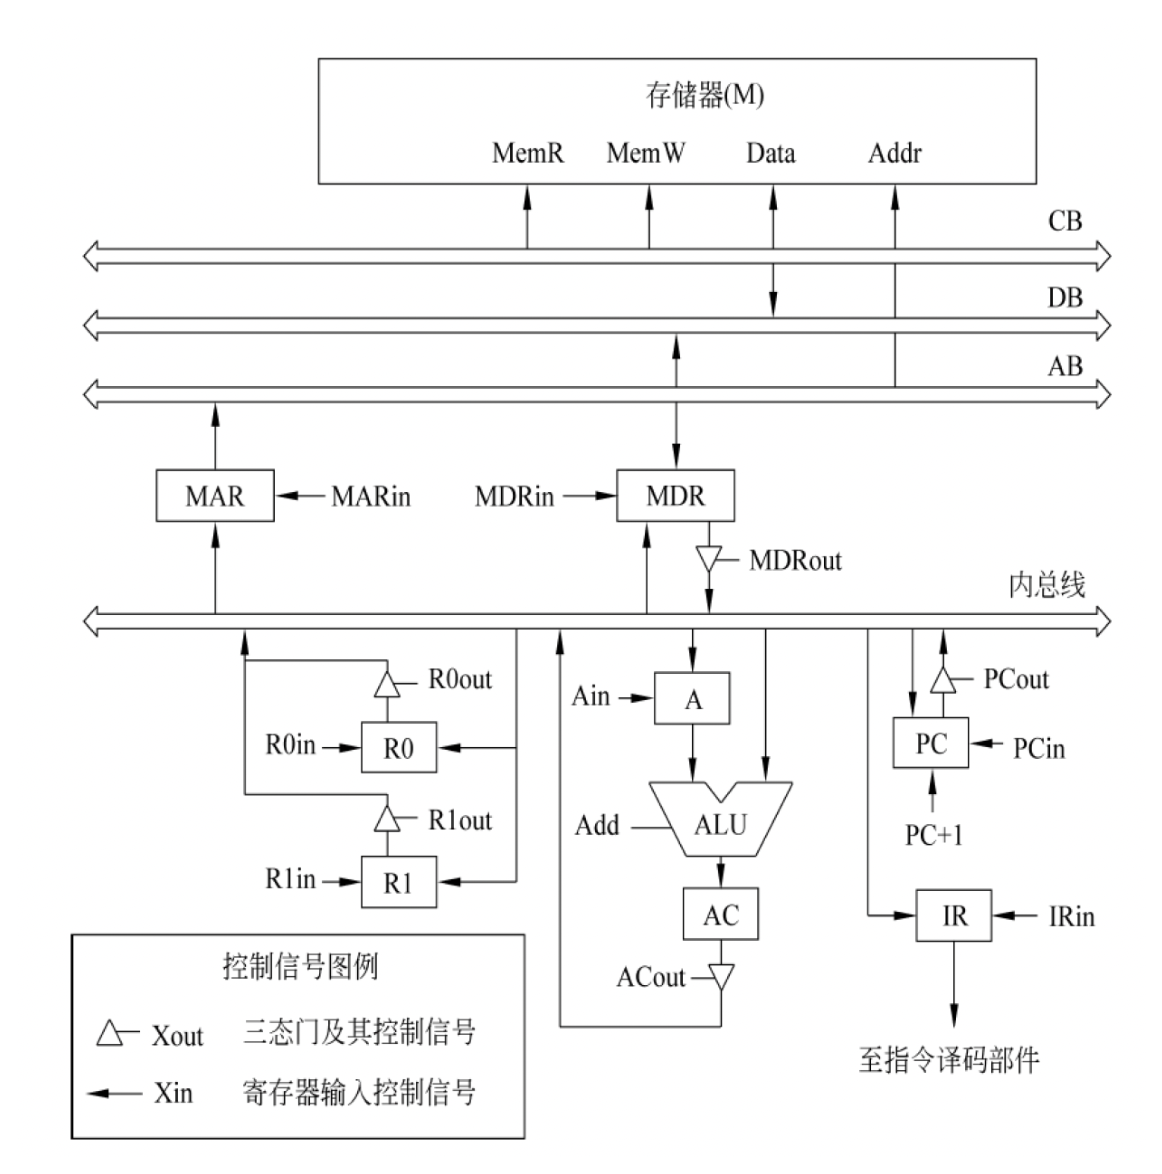 存储器(M)
MemR MemW Data Addr
CB
DB
AB
MAR MARin MDRin MDR
MDRout
内总线
R0out Ain A PCout
R0in R0 PC PCin
R1out Add ALU PC+1
R1in R1 AC IR IRin
控制信号图例 ACout
Xout 三态门及其控制信号 至指令译码部件
Xin 寄存器输入控制信号